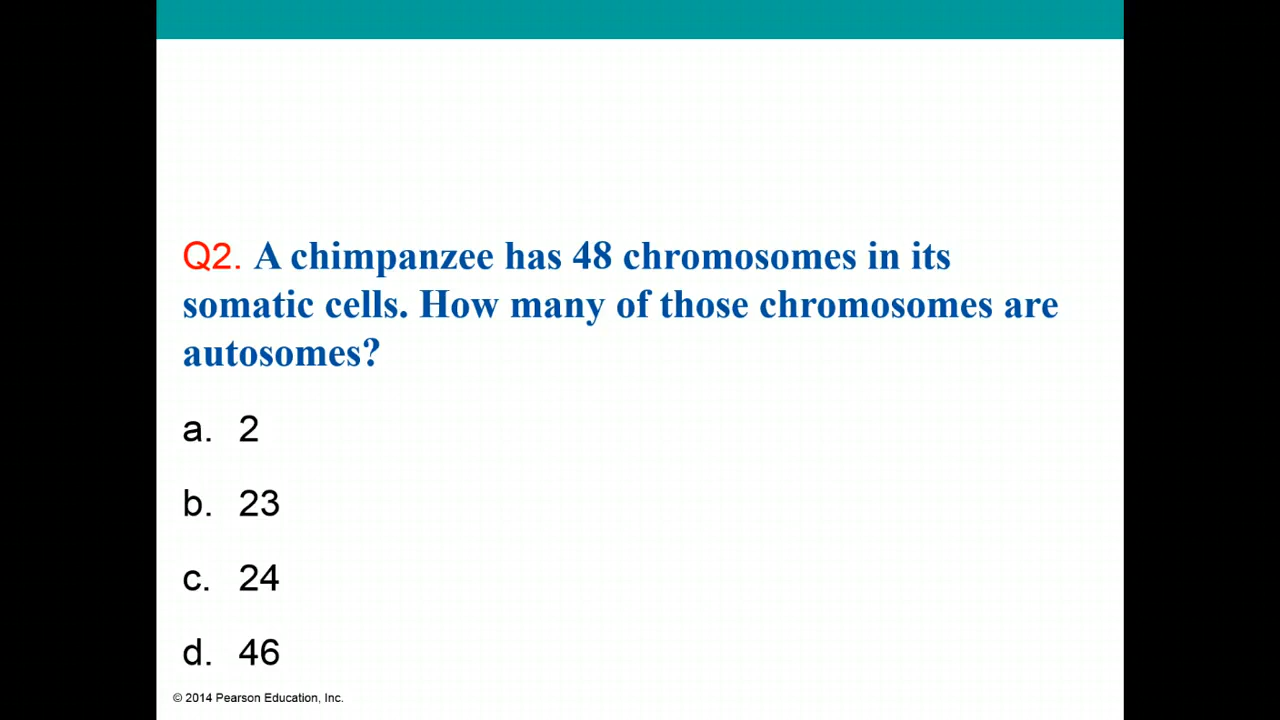 Q2. A chimpanzee has 48 chromosomes in its
somatic cells. How many of those chromosomes are
autosomes?
a. 2
b. 23
c. 24
d. 46
© 2014 Pearson Education, Inc.